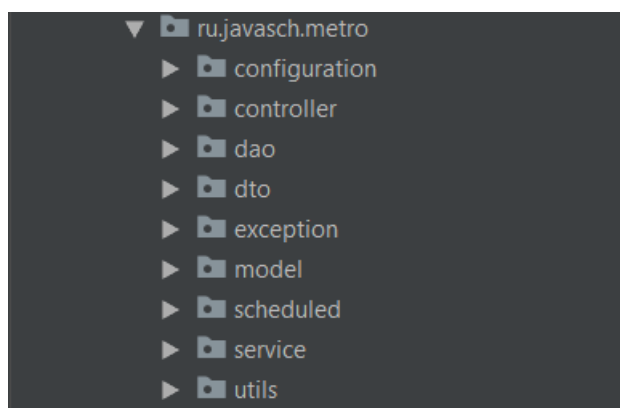 ru.javasch.metro
configuration
controller
dao
dto
exception
model
scheduled
service
utils